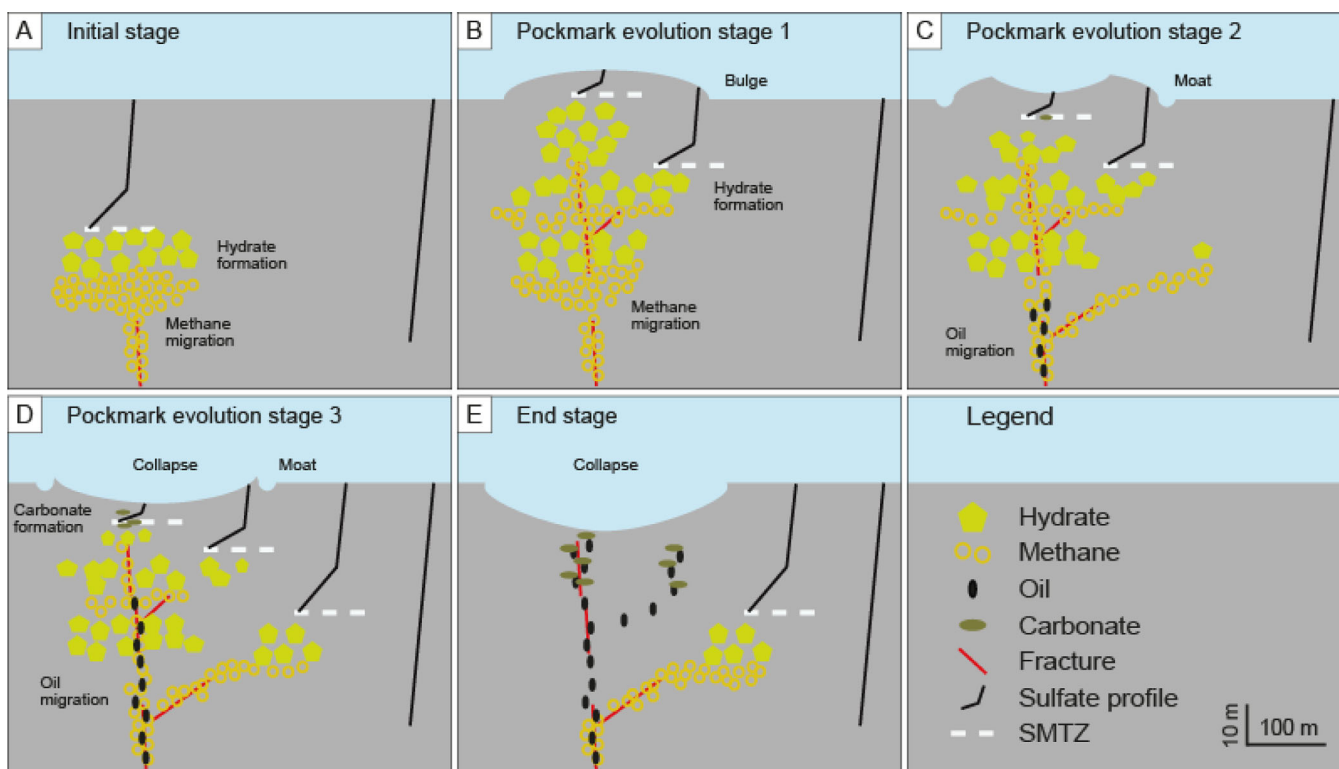 A
Initial stage
Hydrate
formation
Methane
migration
B
Pockmark evolution stage 1
Bulge
Hydrate
formation
Methane
migration
C
Pockmark evolution stage 2
Moat
Oil
migration
D
Pockmark evolution stage 3
Collapse
Moat
Carbonate
formation
Oil
migration
E
End stage
Collapse
Legend
Hydrate
Methane
Oil
Carbonate
Fracture
Sulfate profile
SMTZ
10 m
100 m